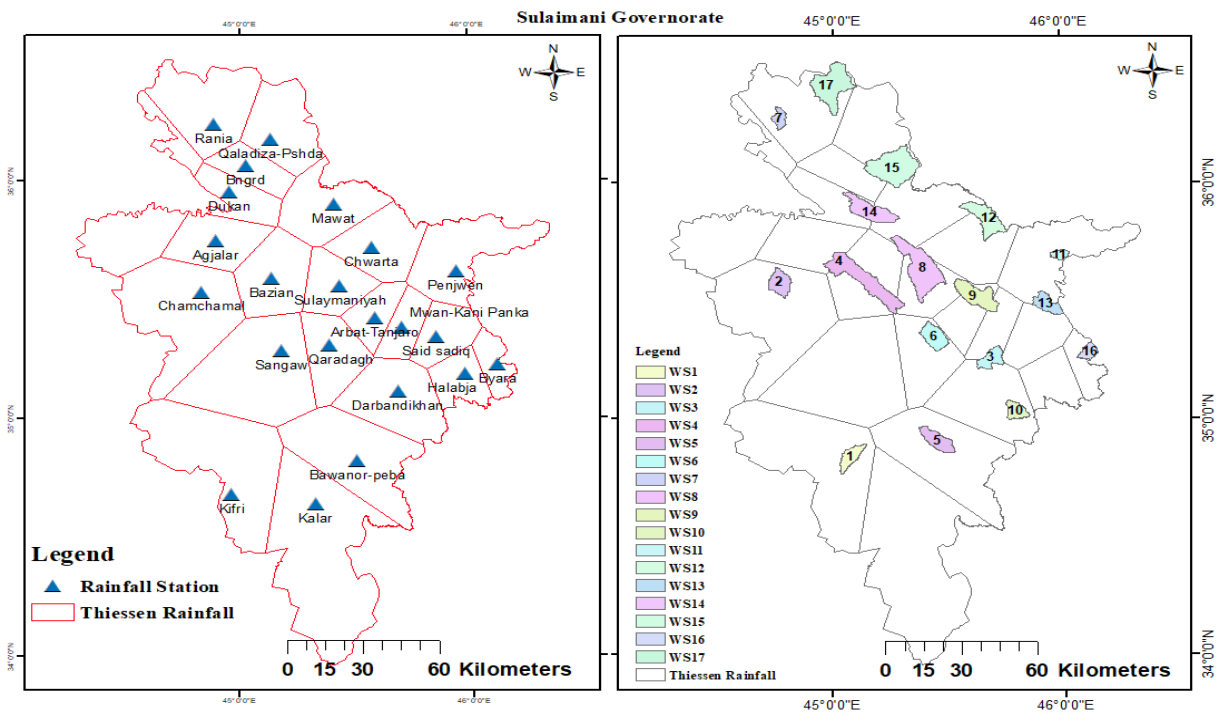 Sulaimani Governorate
45°0'0"E
46°0'0"E
N
W
E
S
Rania
Qaladiza-Pshda
Bngrd
36°0'0"N
Dukan
Mawat
Agjalar
Chwarta
Penjwen
Bazian
Sulaymaniyah
Chamchamal
Mwan-Kani Panka
Arbat-Tanjaro
Said sadiq
Qaradagh
Sangaw
Byara
Halabja
Darbandikhan
35°0'0"N
Bawanor-peba
Kifri
Kalar
Legend
Rainfall Station
Thiessen Rainfall
0 15 30 60 Kilometers
34°0'0"N
45°0'0"E
46°0'0"E
45°0'0"E
46°0'0"E
N
W
E
S
17
7
15
36°0'0"N
14
12
11
4
8
2
9
13
6
16
3
10
35°0'0"N
5
1
Legend
WS1
WS2
WS3
WS4
WS5
WS6
WS7
WS8
WS9
WS10
WS11
WS12
WS13
WS14
WS15
WS16
WS17
Thiessen Rainfall
0 15 30 60 Kilometers
34°0'0"N
45°0'0"E
46°0'0"E